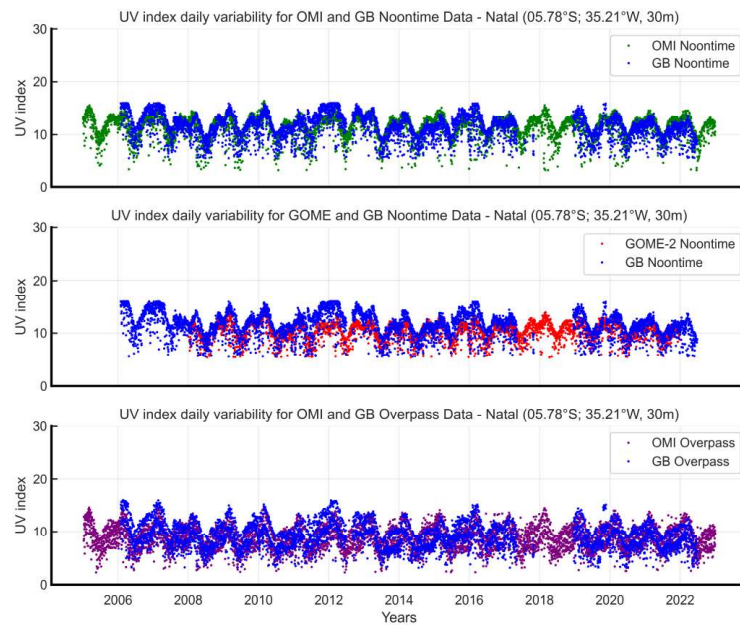 UV index daily variability for OMI and GB Noontime Data - Natal (05.78°S; 35.21°W, 30m)
30
20
10
0
UV index
OMI Noontime
GB Noontime
UV index daily variability for GOME and GB Noontime Data - Natal (05.78°S; 35.21°W, 30m)
30
20
10
0
UV index
GOME-2 Noontime
GB Noontime
UV index daily variability for OMI and GB Overpass Data - Natal (05.78°S; 35.21°W, 30m)
30
20
10
0
UV index
OMI Overpass
GB Overpass
2006 2008 2010 2012 2014 2016 2018 2020 2022
Years